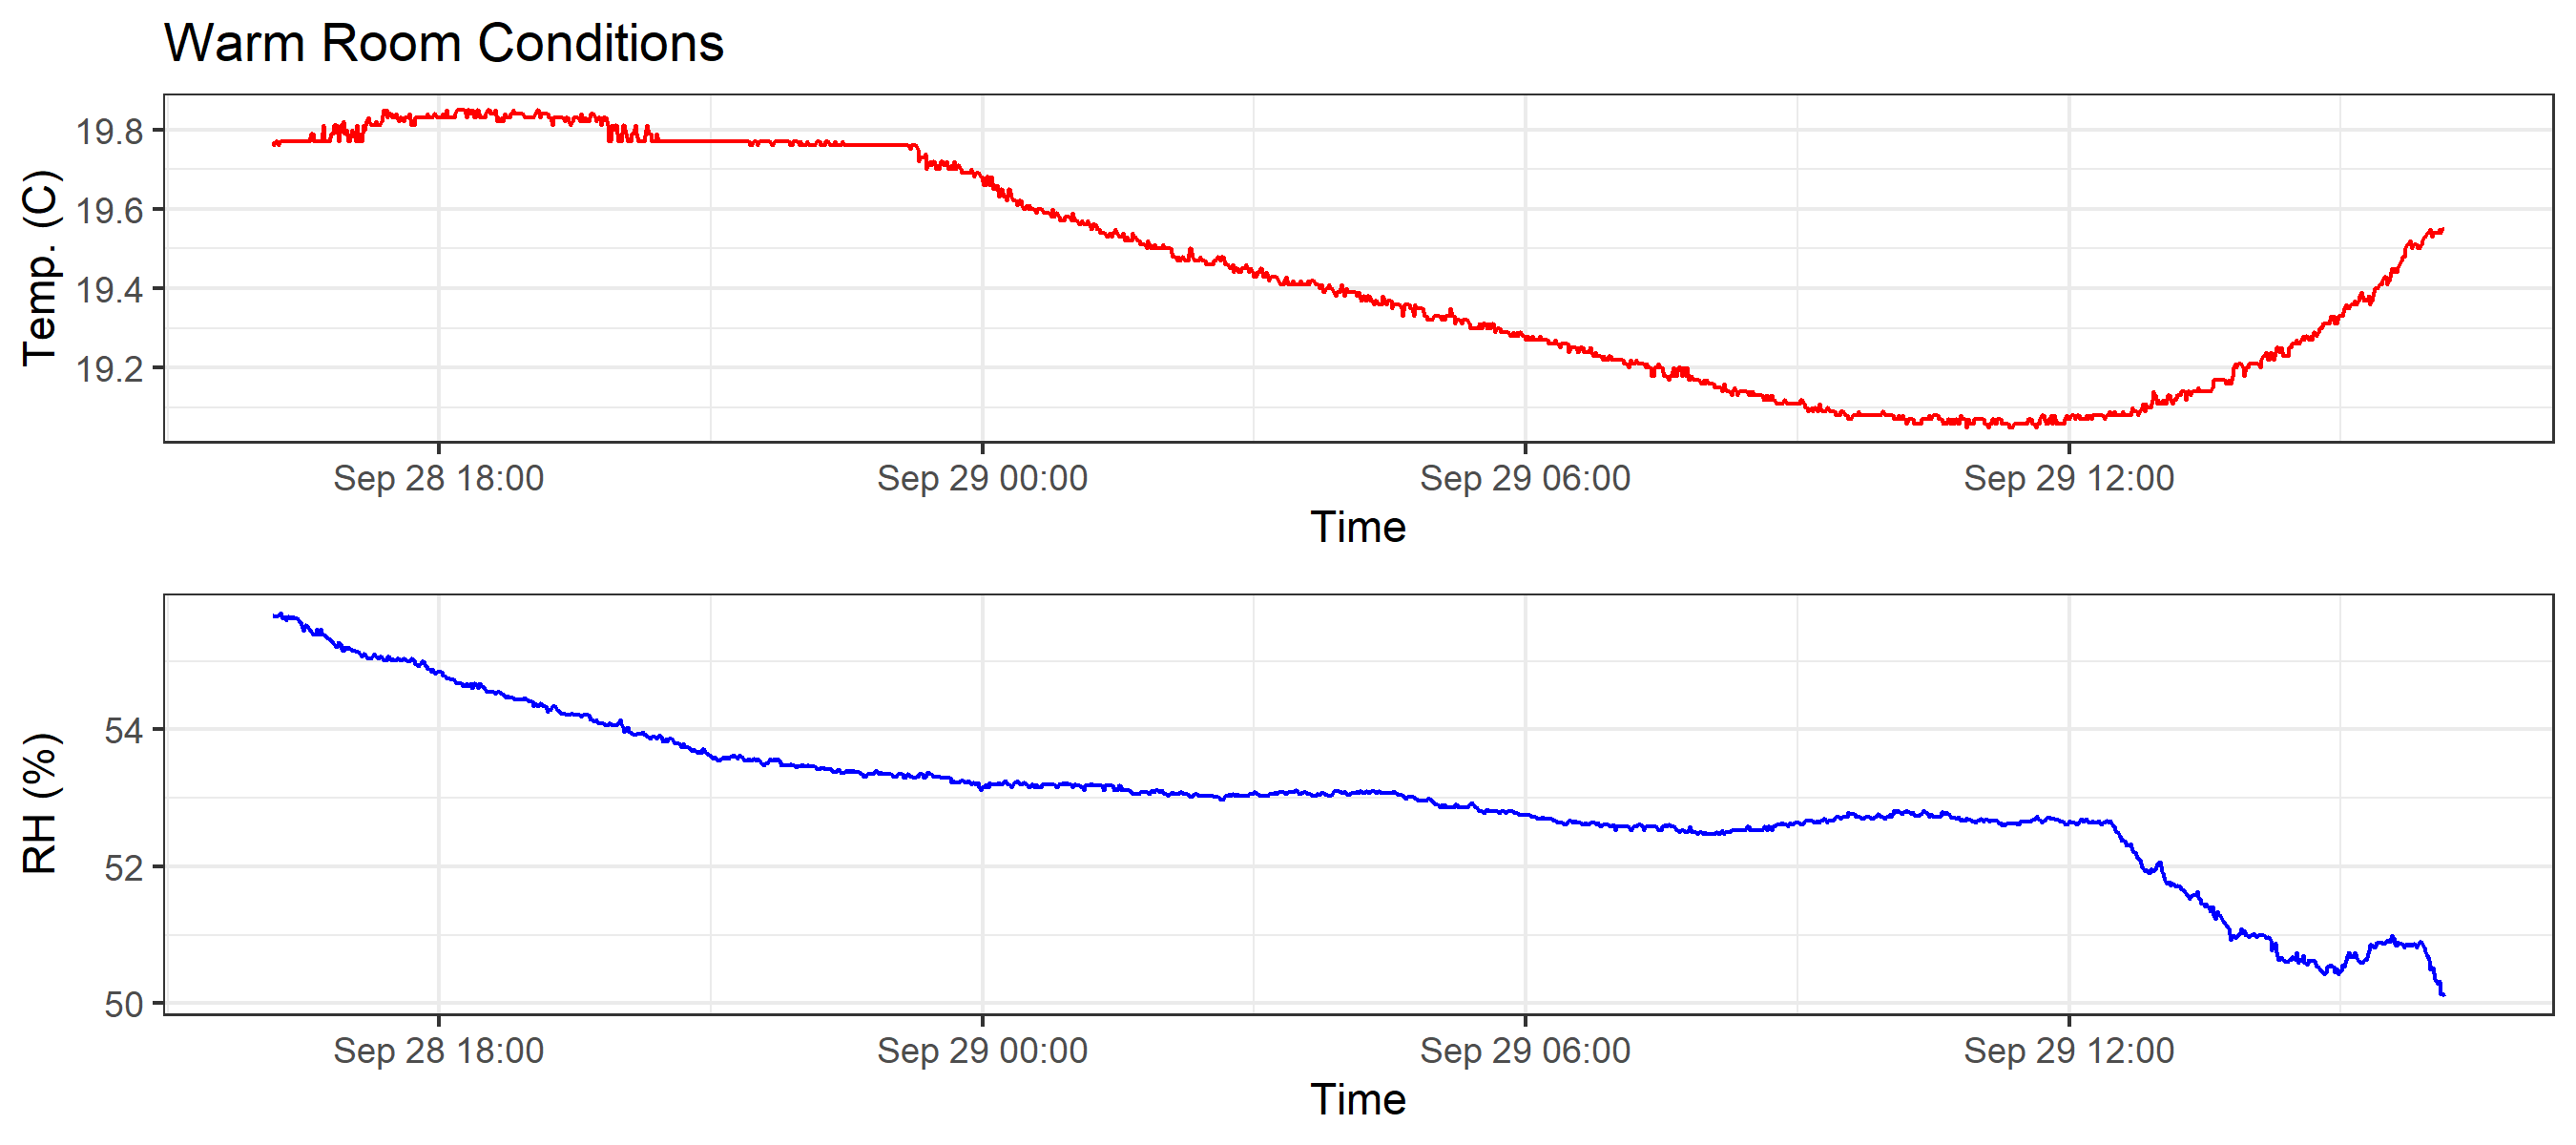 Warm Room Conditions
Temp. (C)
19.8
19.6
19.4
19.2
Sep 28 18:00 Sep 29 00:00 Sep 29 06:00 Sep 29 12:00
Time
RH (%)
54
52
50
Sep 28 18:00 Sep 29 00:00 Sep 29 06:00 Sep 29 12:00
Time